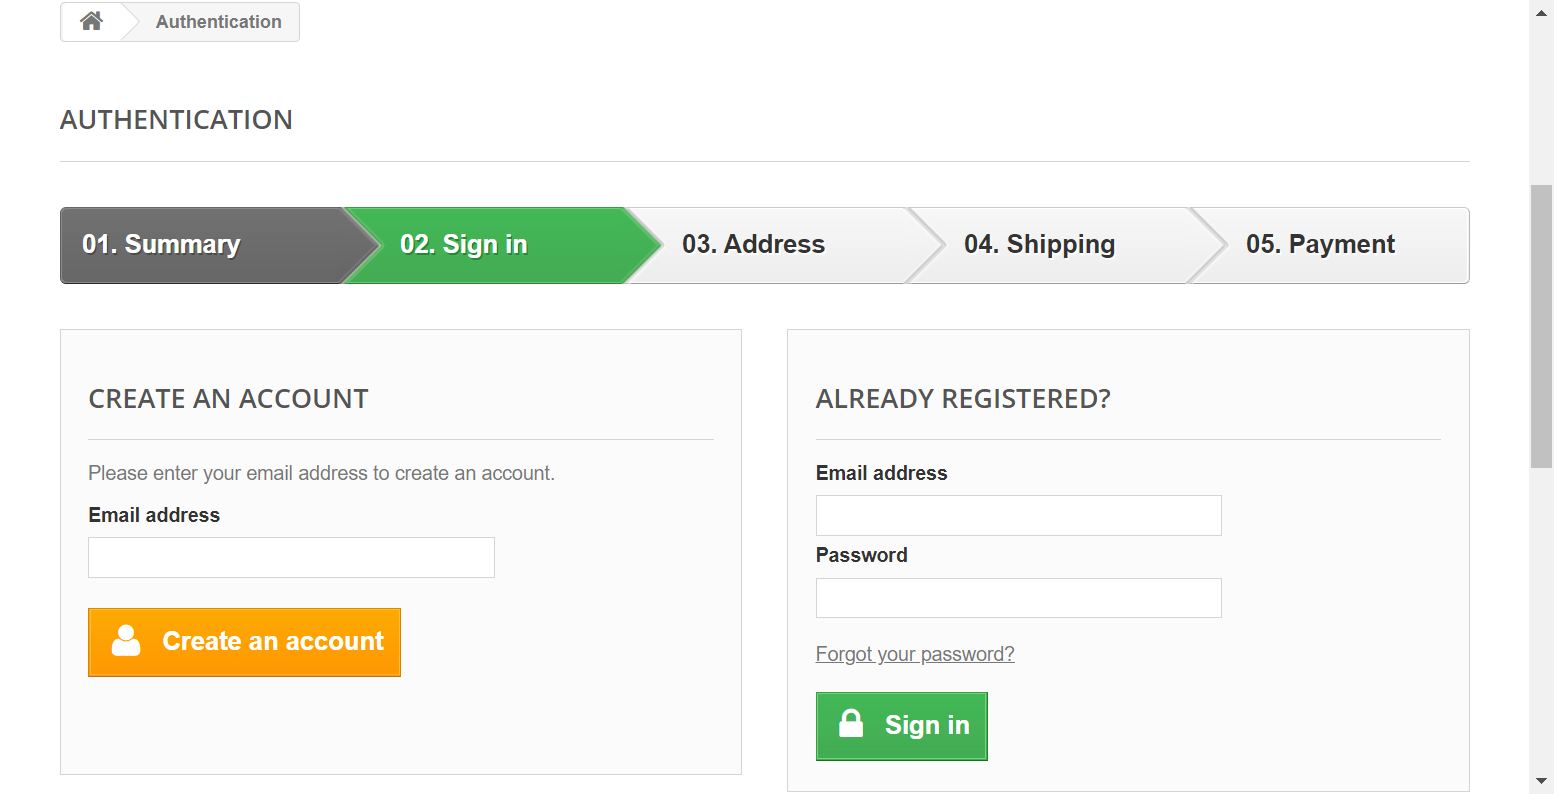 Authentication
AUTHENTICATION
01. Summary
02. Sign in
03. Address
04. Shipping
05. Payment
CREATE AN ACCOUNT
Please enter your email address to create an account.
Email address
Create an account
ALREADY REGISTERED?
Email address
Password
Forgot your password?
Sign in